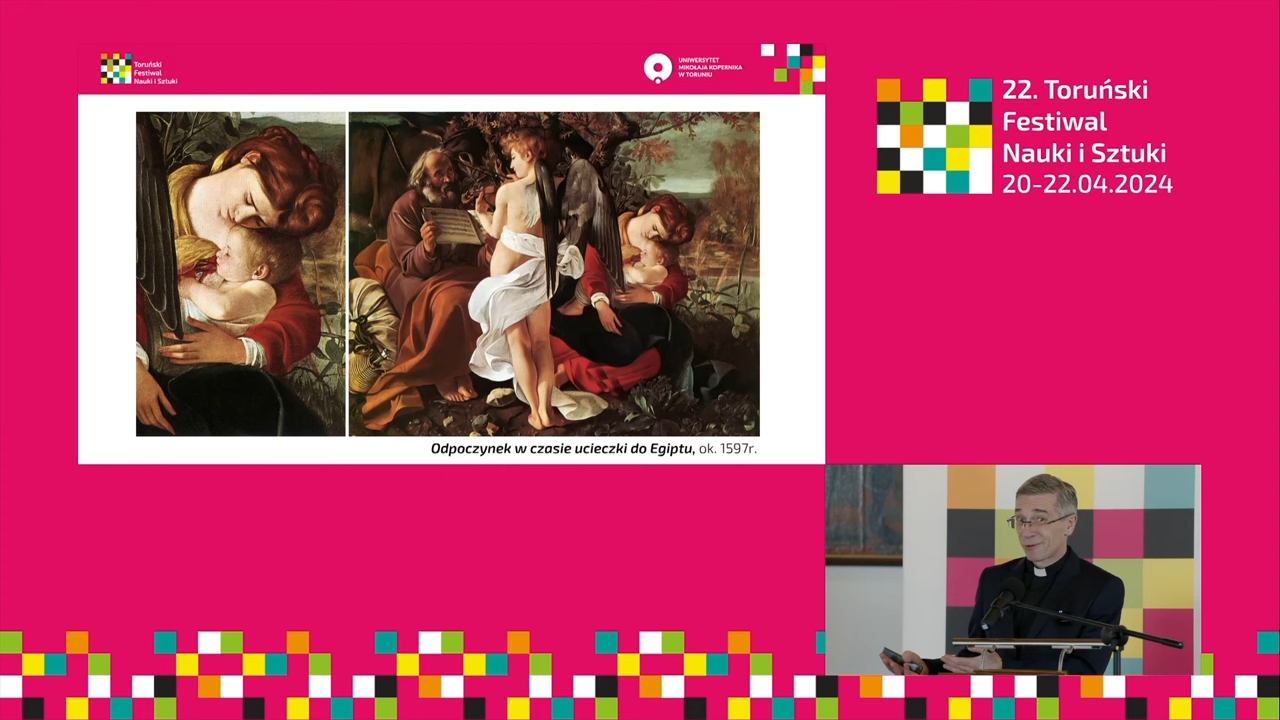 Toruński
Festiwal
Nauki i Sztuki
UNIWERSYTET
MIKOŁAJA KOPERNIKA
W TORUNIU
22. Toruński
Festiwal
Nauki i Sztuki
20-22.04.2024
Odpoczynek w czasie ucieczki do Egiptu, ok. 1597r.